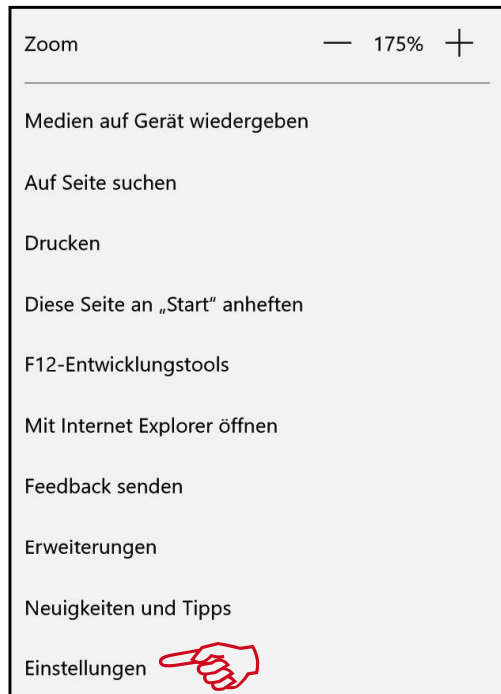 Zoom — 175% +
Medien auf Gerät wiedergeben
Auf Seite suchen
Drucken
Diese Seite an „Start“ anheften
F12-Entwicklungstools
Mit Internet Explorer öffnen
Feedback senden
Erweiterungen
Neuigkeiten und Tipps
Einstellungen